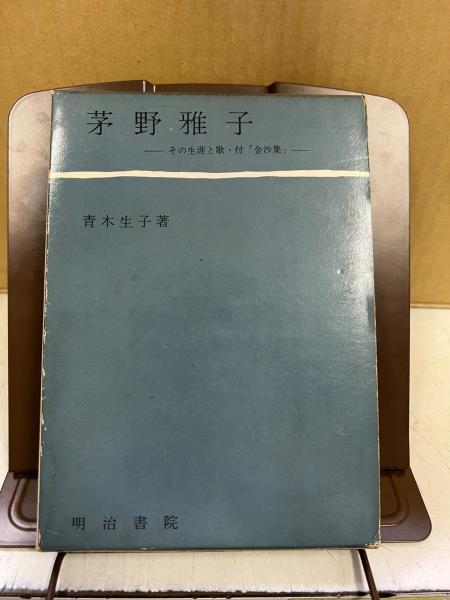 茅野雅子
―その生涯と歌・付「金沙集」―
青木生子著
明治書院